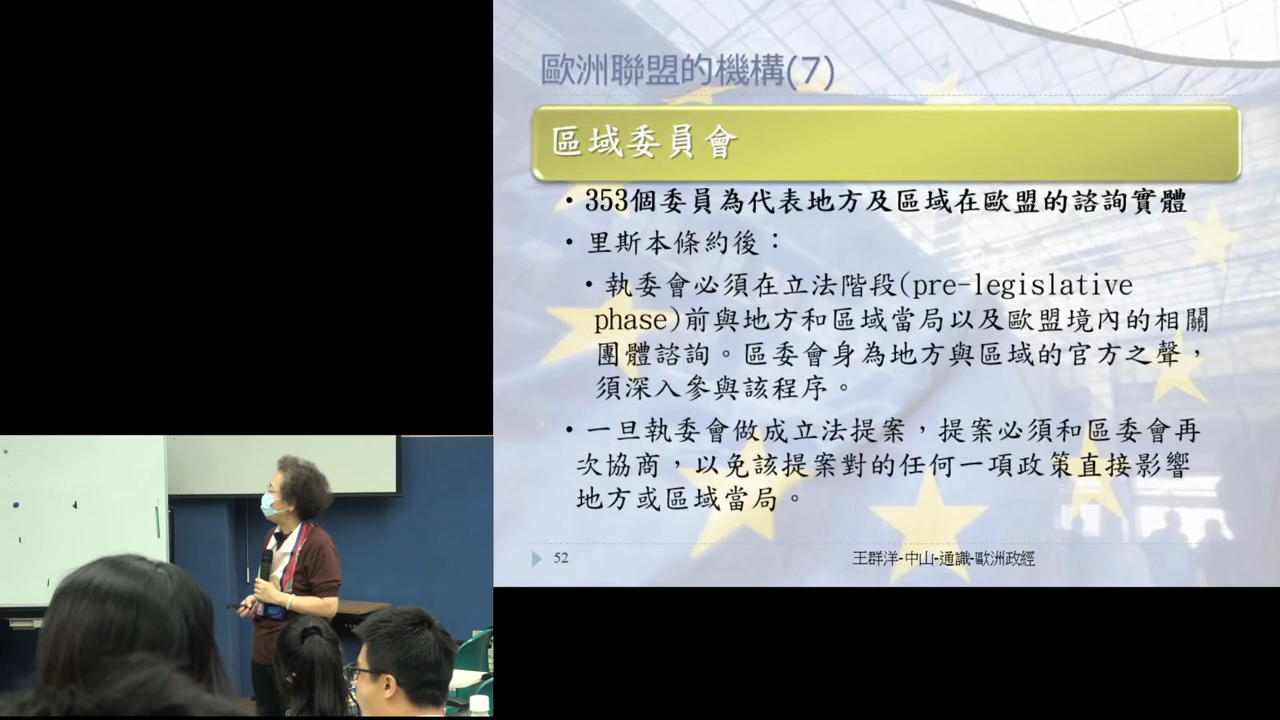 歐洲聯盟的機構(7)
區域委員會
•353個委員為代表地方及區域在歐盟的諮詢實體
•里斯本條約後：
•執委會必須在立法階段(pre-legislative
phase)前與地方和區域當局以及歐盟境內的相關
團體諮詢。區委會身為地方與區域的官方之聲，
須深入參與該程序。
•一旦執委會做成立法提案，提案必須和區委會再
次協商，以免該提案對的任何一項政策直接影響
地方或區域當局。
52
王群洋-中山-通識-歐洲政經